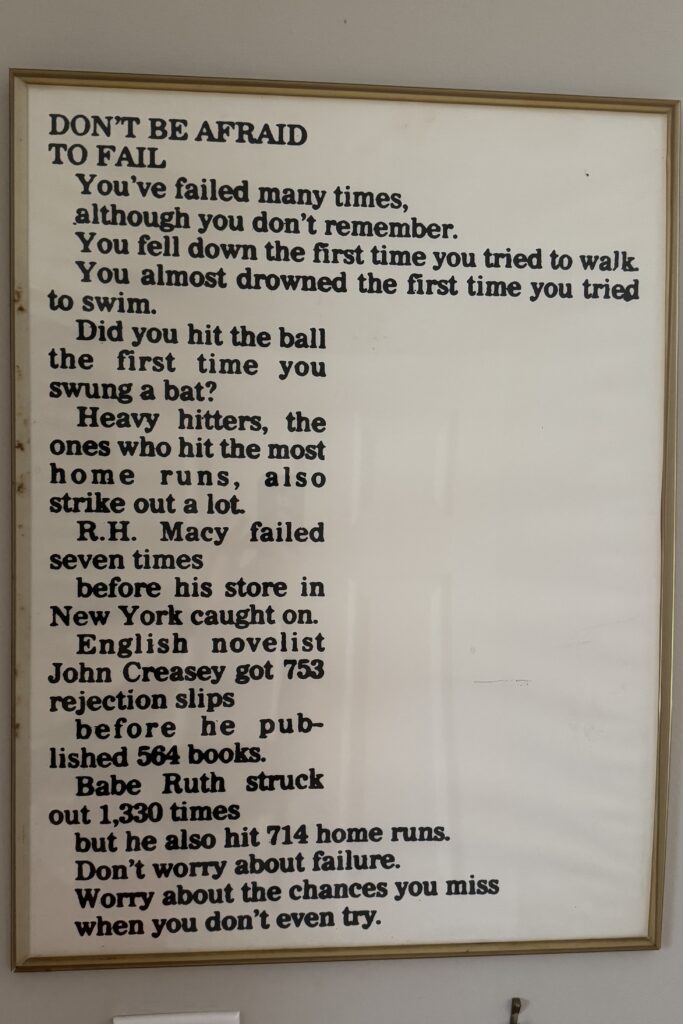 DON'T BE AFRAID
TO FAIL
You've failed many times,
although you don't remember.
You fell down the first time you tried to walk.
You almost drowned the first time you tried
to swim.
Did you hit the ball
the first time you
swung a bat?
Heavy hitters, the
ones who hit the most
home runs, also
strike out a lot.
R.H. Macy failed
seven times
before his store in
New York caught on.
English novelist
John Creasey got 753
rejection slips
before he pub-
lished 564 books.
Babe Ruth struck
out 1,330 times
but he also hit 714 home runs.
Don't worry about failure.
Worry about the chances you miss
when you don't even try.